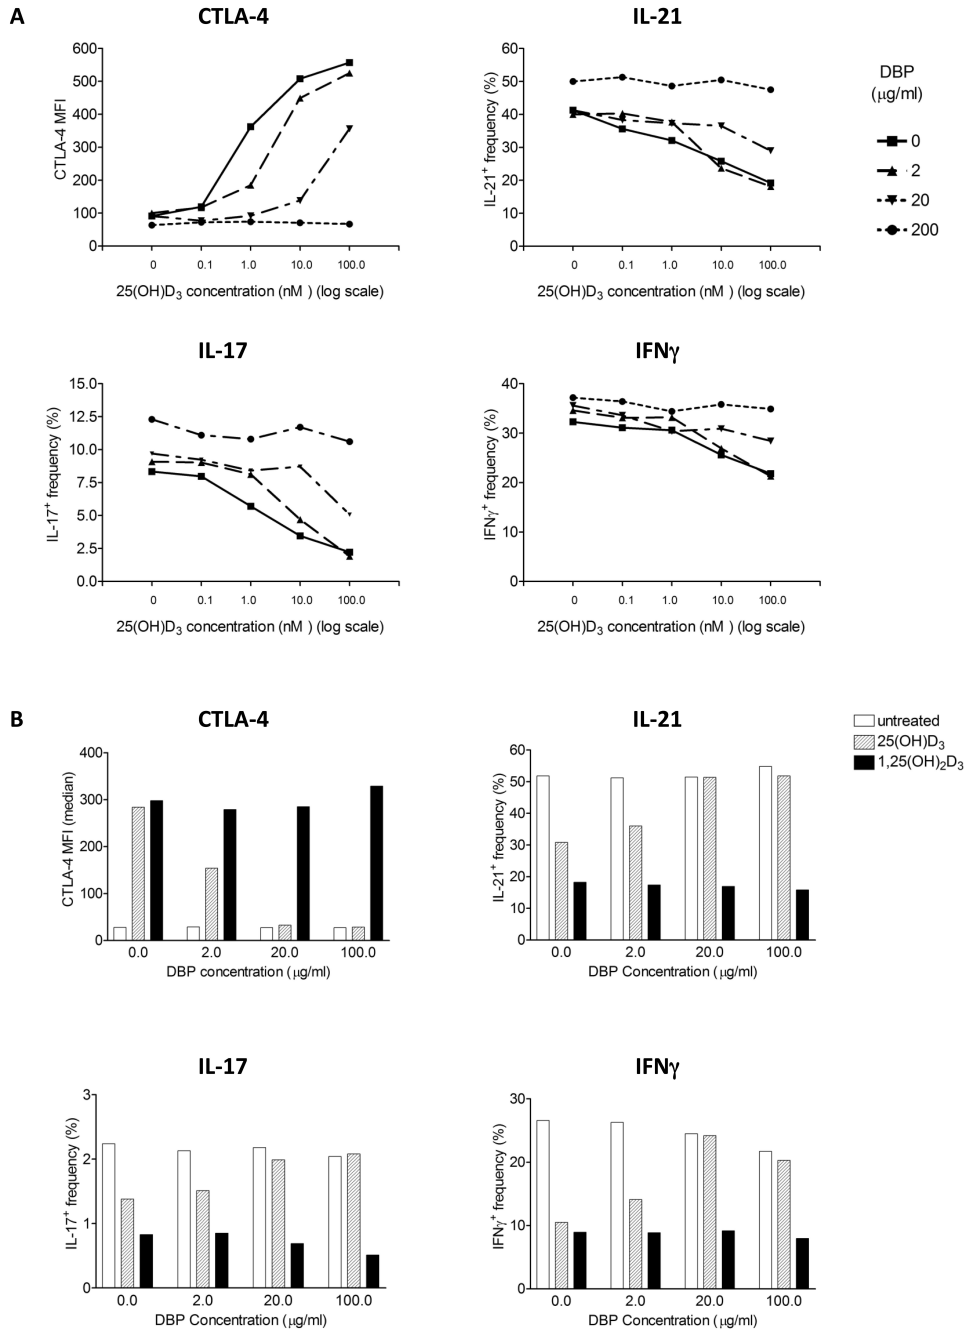 A
CTLA-4
600
500
400
300
200
100
0
CTLA-4 MFI
0 0.1 1.0 10.0 100.0
25(OH)D3 concentration (nM ) (log scale)
IL-21
60
50
40
30
20
10
0
IL-21+ frequency (%)
0 0.1 1.0 10.0 100.0
25(OH)D3 concentration (nM ) (log scale)
DBP
(μg/ml)
0
2
20
200
IL-17
15.0
12.5
10.0
7.5
5.0
2.5
0.0
IL-17+ frequency (%)
0 0.1 1.0 10.0 100.0
25(OH)D3 concentration (nM ) (log scale)
IFNγ
40
30
20
10
0
IFNγ+ frequency (%)
0 0.1 1.0 10.0 100.0
25(OH)D3 concentration (nM ) (log scale)
B
CTLA-4
400
300
200
100
0
CTLA-4 MFI (median)
0.0 2.0 20.0 100.0
DBP concentration (μg/ml)
IL-21
60
50
40
30
20
10
0
IL-21+ frequency (%)
0.0 2.0 20.0 100.0
DBP Concentration (μg/ml)
untreated
25(OH)D3
1,25(OH)2D3
IL-17
3
2
1
0
IL-17+ frequency (%)
0.0 2.0 20.0 100.0
DBP Concentration (μg/ml)
IFNγ
30
20
10
0
IFNγ+ frequency (%)
0.0 2.0 20.0 100.0
DBP Concentration (μg/ml)